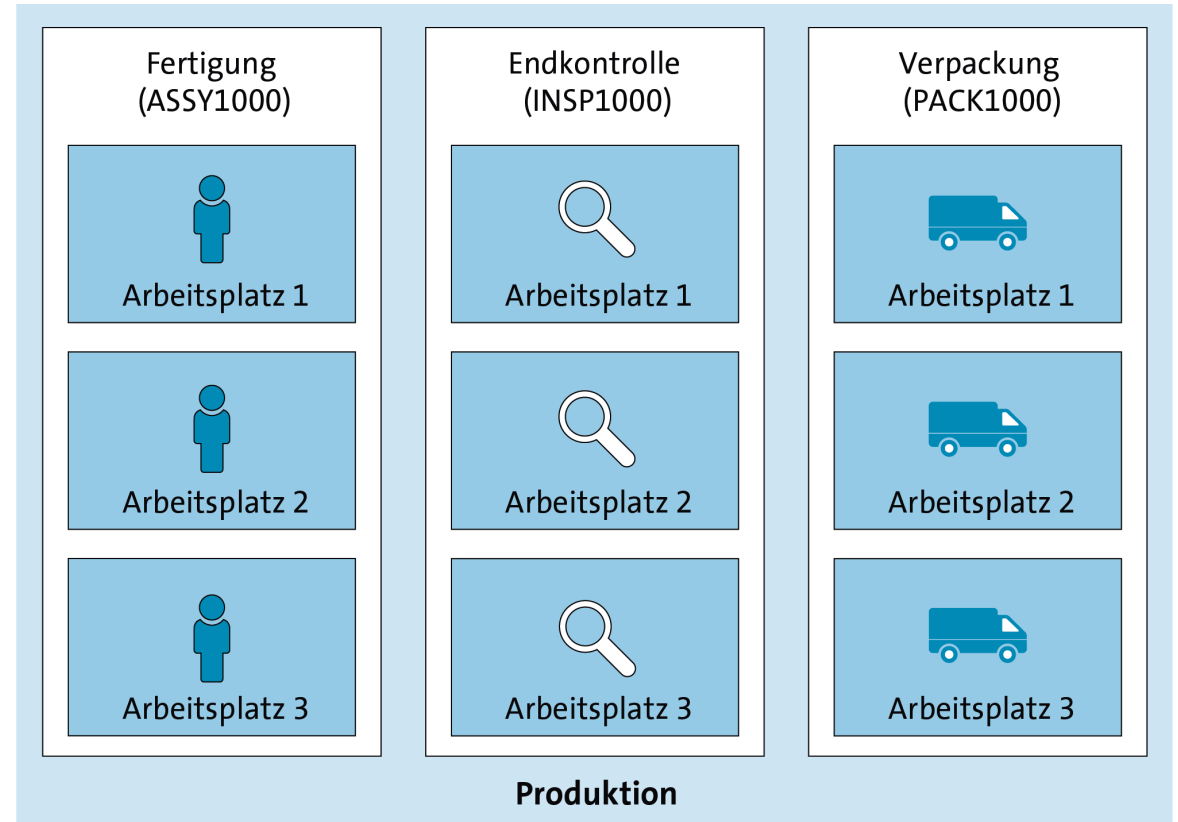 Fertigung
(ASSY1000)
Arbeitsplatz 1
Arbeitsplatz 2
Arbeitsplatz 3
Endkontrolle
(INSP1000)
Arbeitsplatz 1
Arbeitsplatz 2
Arbeitsplatz 3
Verpackung
(PACK1000)
Arbeitsplatz 1
Arbeitsplatz 2
Arbeitsplatz 3
Produktion